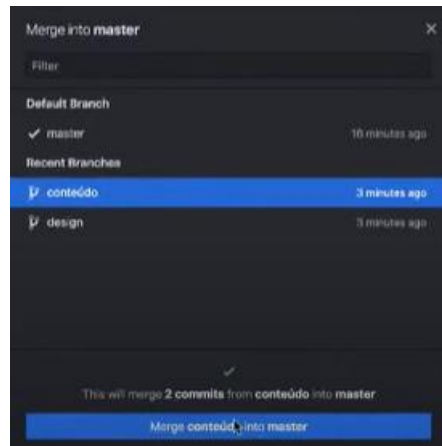 Merge into master
Filter
Default Branch
master 16 minutes ago
Recent Branches
conteúdo 3 minutes ago
design 3 minutes ago
This will merge 2 commits from conteúdo into master
Merge conteúdo into master